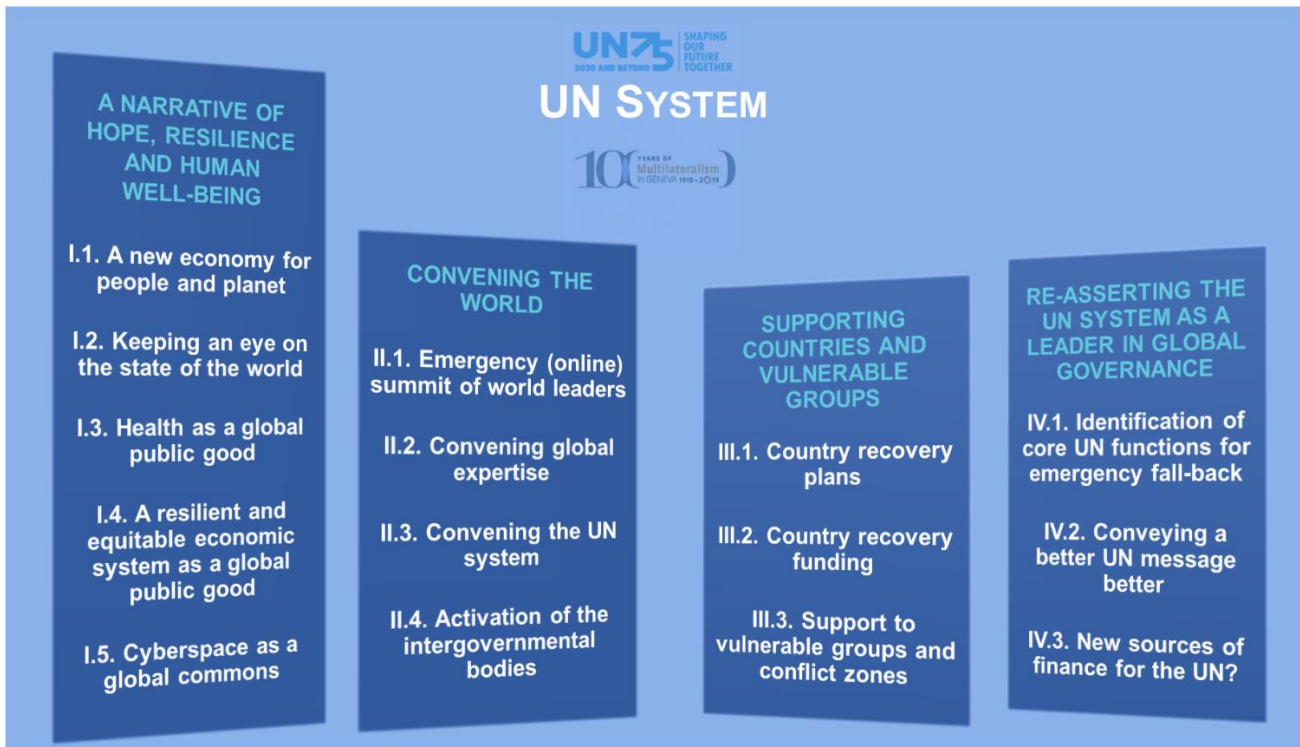 UN75
2020 AND BEYOND
SHAPING
OUR
FUTURE
TOGETHER
UN SYSTEM
100
YEARS OF
Multilateralism
in GENEVA 1919 - 2019
A NARRATIVE OF
HOPE, RESILIENCE
AND HUMAN
WELL-BEING
I.1. A new economy for
people and planet
I.2. Keeping an eye on
the state of the world
I.3. Health as a global
public good
I.4. A resilient and
equitable economic
system as a global
public good
I.5. Cyberspace as a
global commons
CONVENING THE
WORLD
II.1. Emergency (online)
summit of world leaders
II.2. Convening global
expertise
II.3. Convening the UN
system
II.4. Activation of the
intergovernmental
bodies
SUPPORTING
COUNTRIES AND
VULNERABLE
GROUPS
III.1. Country recovery
plans
III.2. Country recovery
funding
III.3. Support to
vulnerable groups and
conflict zones
RE-ASSERTING THE
UN SYSTEM AS A
LEADER IN GLOBAL
GOVERNANCE
IV.1. Identification of
core UN functions for
emergency fall-back
IV.2. Conveying a
better UN message
better
IV.3. New sources of
finance for the UN?